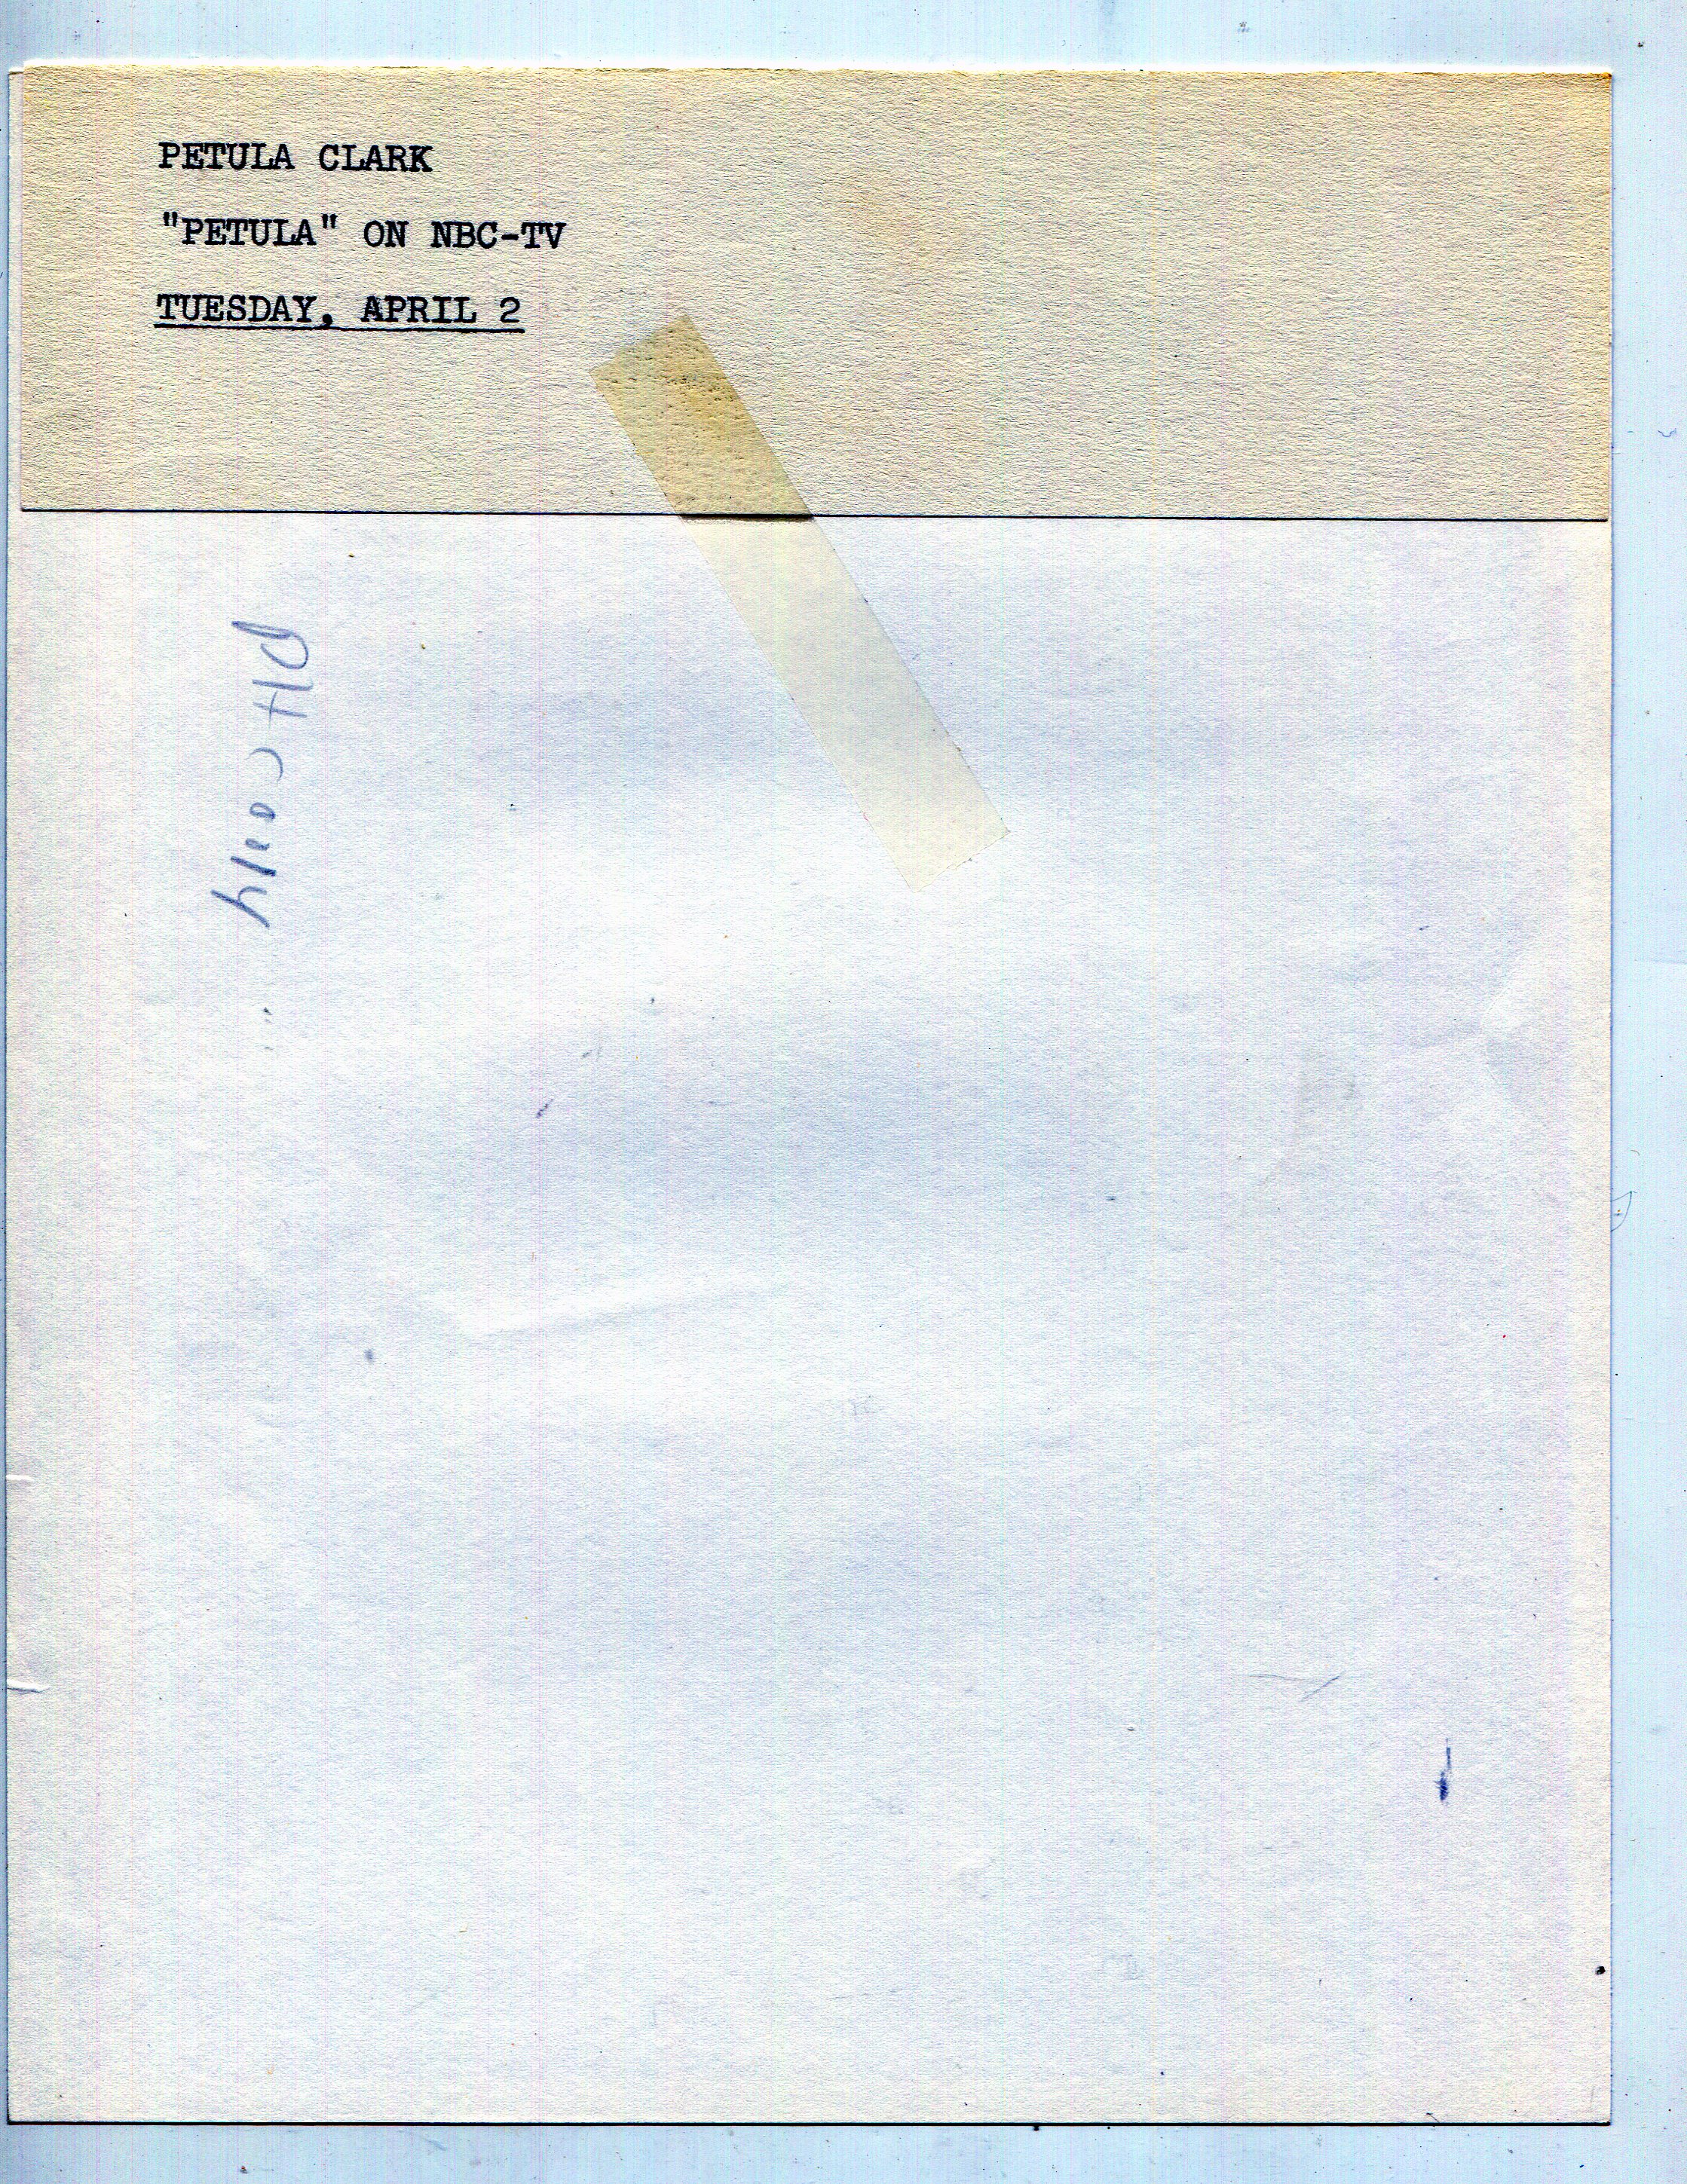 PETULA CLARK
"PETULA" ON NBC-TV
TUESDAY, APRIL 2